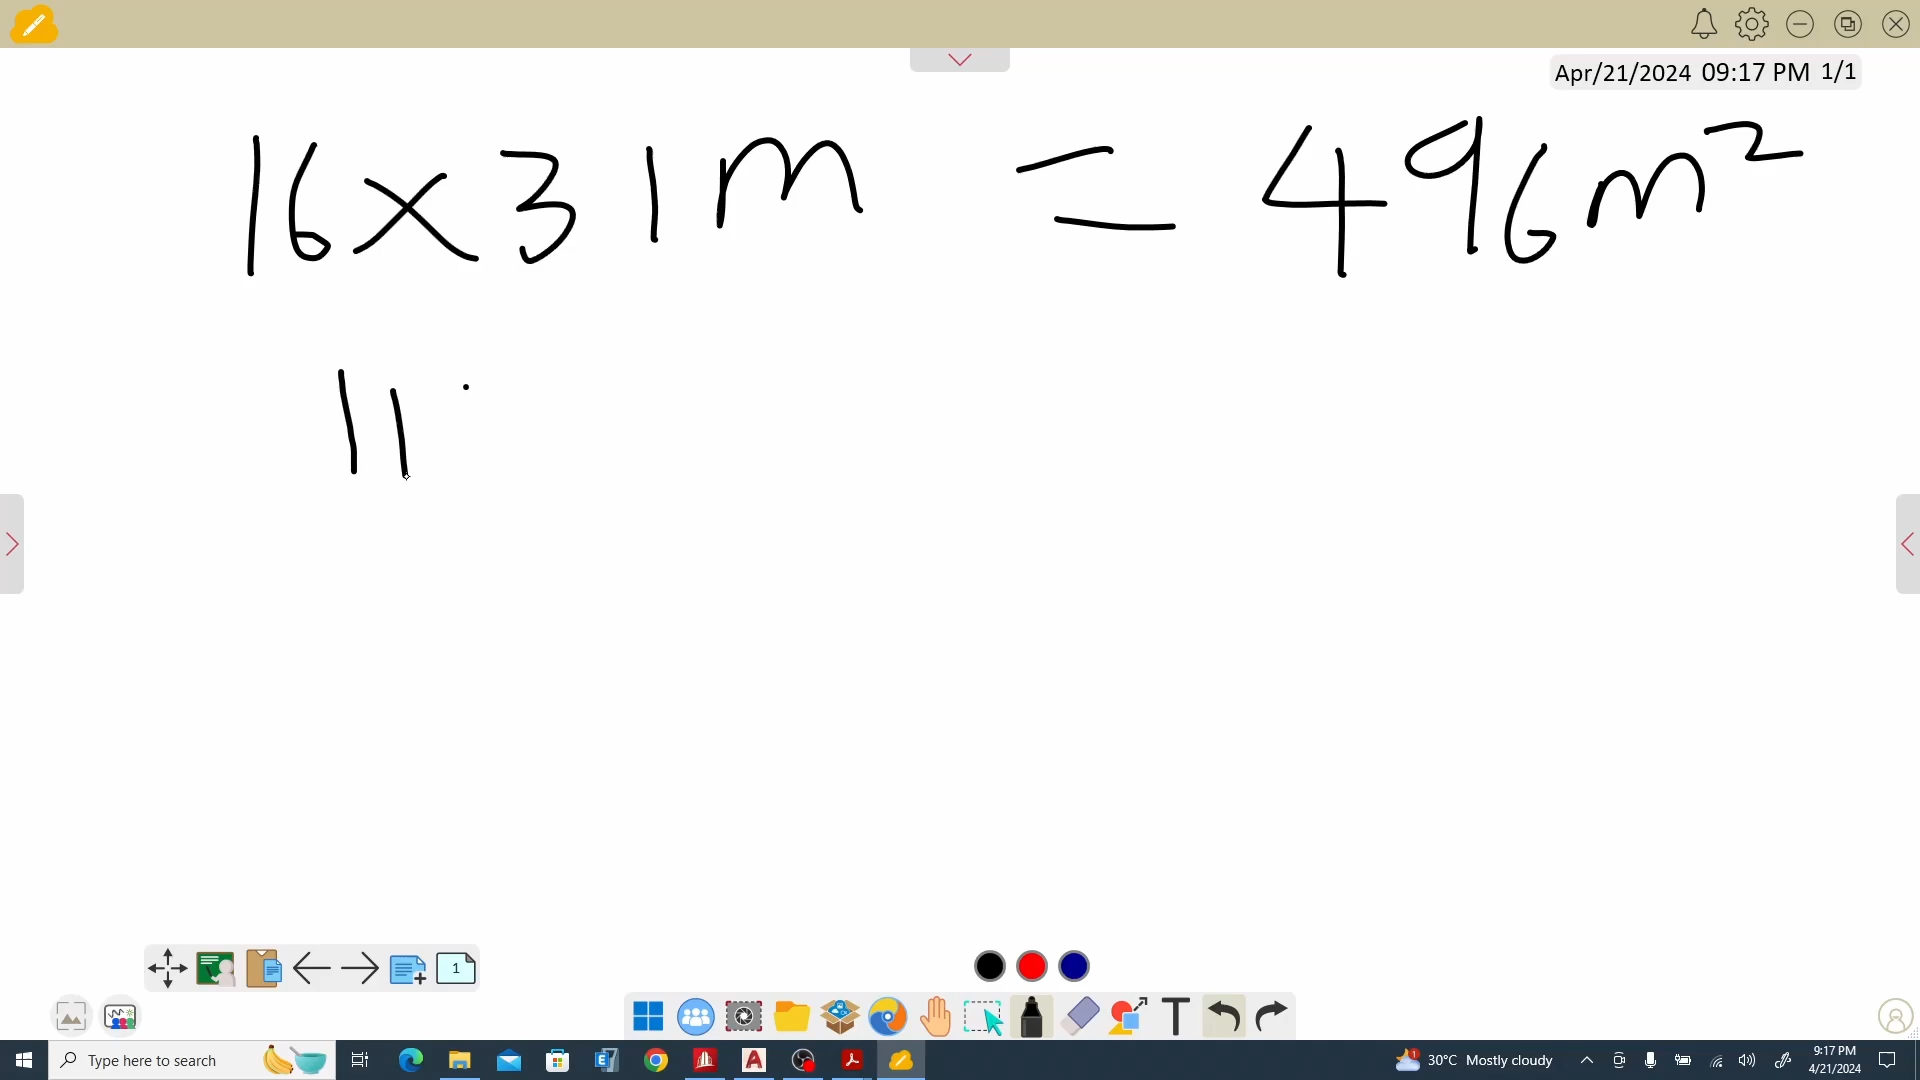 Apr/21/2024 09:17 PM 1/1
16x31m = 496m²
11
1
T
Type here to search
30°C Mostly cloudy
9:17 PM
4/21/2024